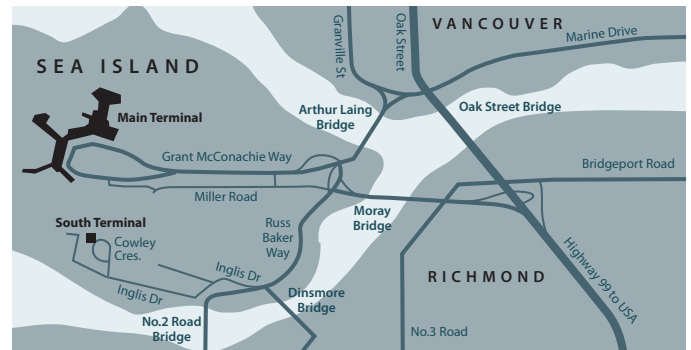 VANCOUVER
Granville St
Oak Street
Marine Drive
SEA ISLAND
Main Terminal
Arthur Laing
Bridge
Oak Street Bridge
Grant McConachie Way
Bridgeport Road
Miller Road
Moray
Bridge
South Terminal
Cowley
Cres.
Russ
Baker
Way
Highway 99 to USA
Inglis Dr
Inglis Dr
RICHMOND
Dinsmore
Bridge
No.2 Road
Bridge
No.3 Road